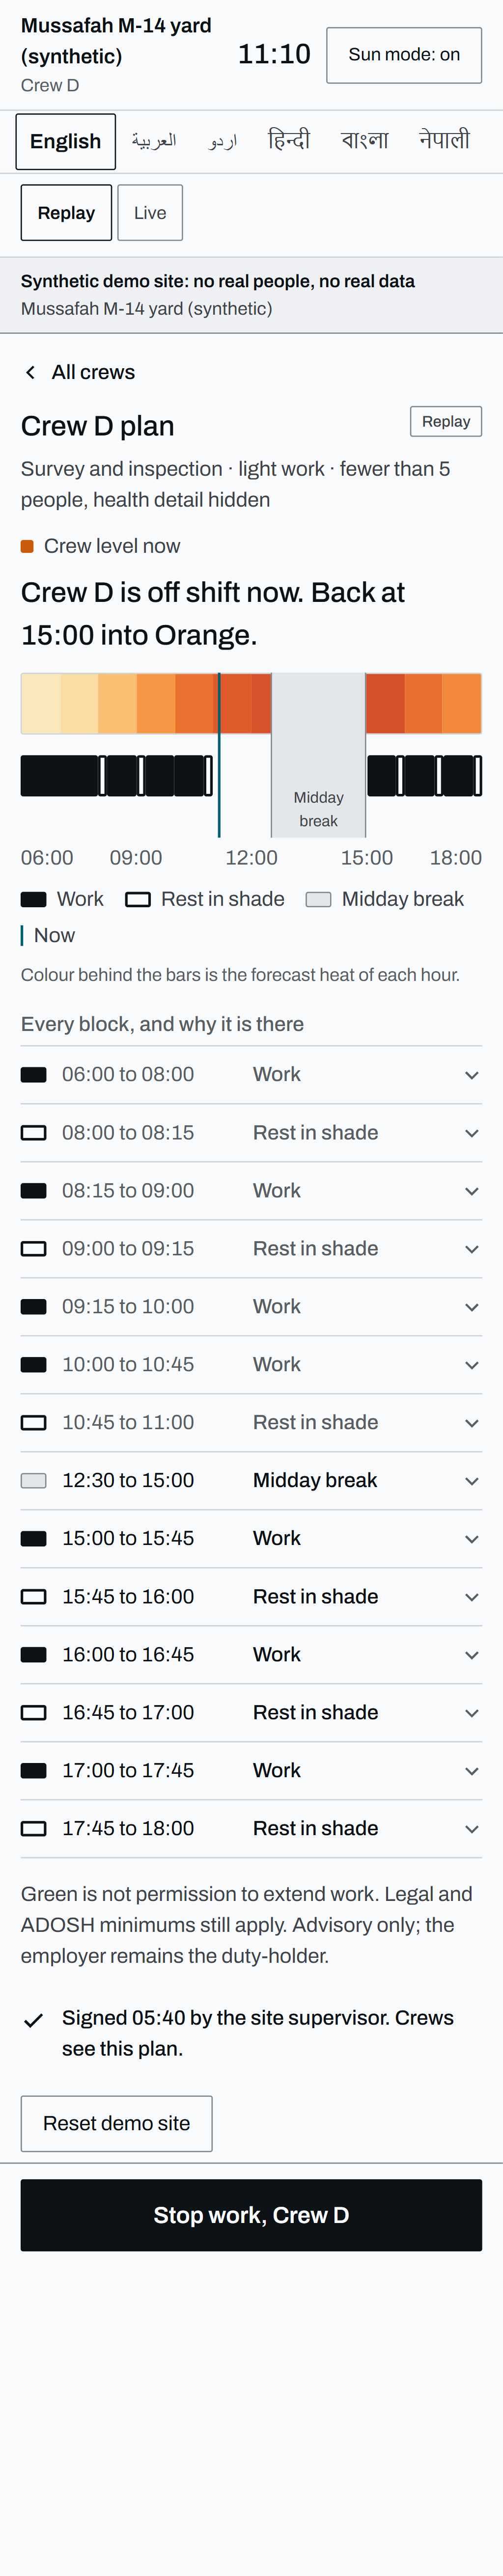 Mussafah M-14 yard
(synthetic)
Crew D
11:10
Sun mode: on
English
العربية
اردو
हिन्दी
বাংলা
नेपाली
Replay
Live
Synthetic demo site: no real people, no real data
Mussafah M-14 yard (synthetic)
All crews
Crew D plan
Replay
Survey and inspection · light work · fewer than 5
people, health detail hidden
Crew level now
Crew D is off shift now. Back at
15:00 into Orange.
Midday
break
06:00 09:00 12:00 15:00 18:00
Work Rest in shade Midday break
Now
Colour behind the bars is the forecast heat of each hour.
Every block, and why it is there
06:00 to 08:00 Work
08:00 to 08:15 Rest in shade
08:15 to 09:00 Work
09:00 to 09:15 Rest in shade
09:15 to 10:00 Work
10:00 to 10:45 Work
10:45 to 11:00 Rest in shade
12:30 to 15:00 Midday break
15:00 to 15:45 Work
15:45 to 16:00 Rest in shade
16:00 to 16:45 Work
16:45 to 17:00 Rest in shade
17:00 to 17:45 Work
17:45 to 18:00 Rest in shade
Green is not permission to extend work. Legal and
ADOSH minimums still apply. Advisory only; the
employer remains the duty-holder.
Signed 05:40 by the site supervisor. Crews
see this plan.
Reset demo site
Stop work, Crew D